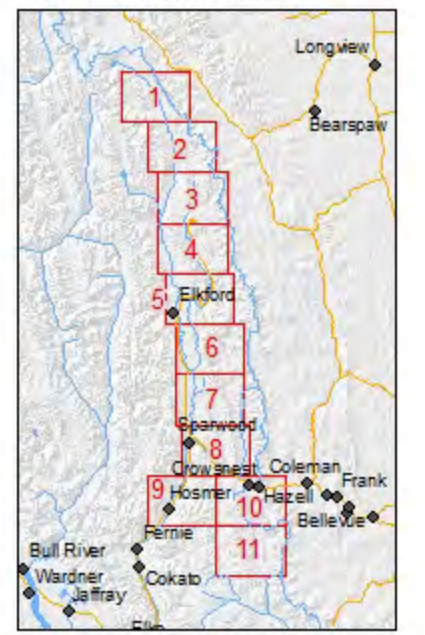 Longview
1
Bearspaw
2
3
4
5 Elkford
6
7
Sparwood
8
Crowsnest Coleman
9 Hosmer Hazell Frank
10
Bellevue
Fernie
Bull River 11
Wardner Cokato
Jaffray